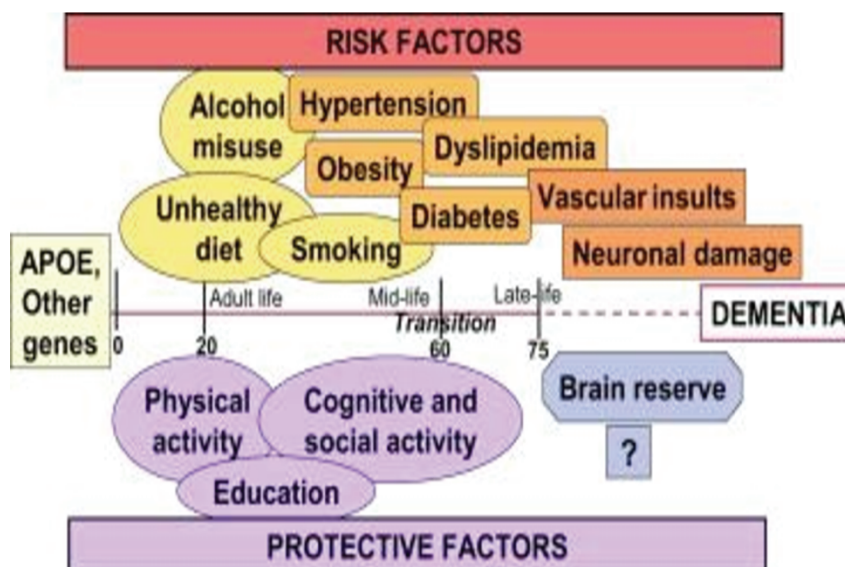 RISK FACTORS
Alcohol
misuse
Hypertension
Dyslipidemia
Obesity
Vascular insults
Unhealthy
diet
Diabetes
Smoking
Neuronal damage
APOE,
Other
genes
Adult life
Mid-life
Late-life
Transition
DEMENTIA
0
20
60
75
Physical
activity
Cognitive and
social activity
Brain reserve
?
Education
PROTECTIVE FACTORS